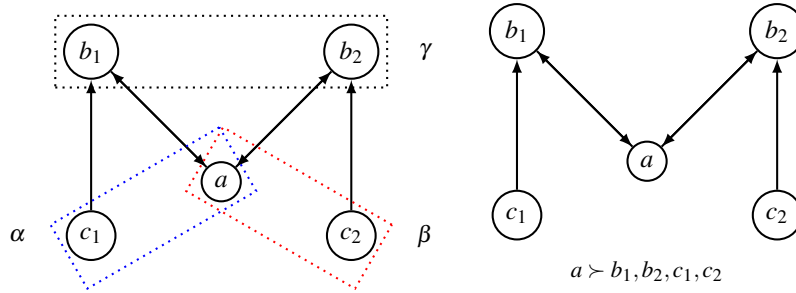 b₁ b₂ γ b₁ b₂
a a
α c₁ c₂ β c₁ c₂
a ≻ b₁, b₂, c₁, c₂